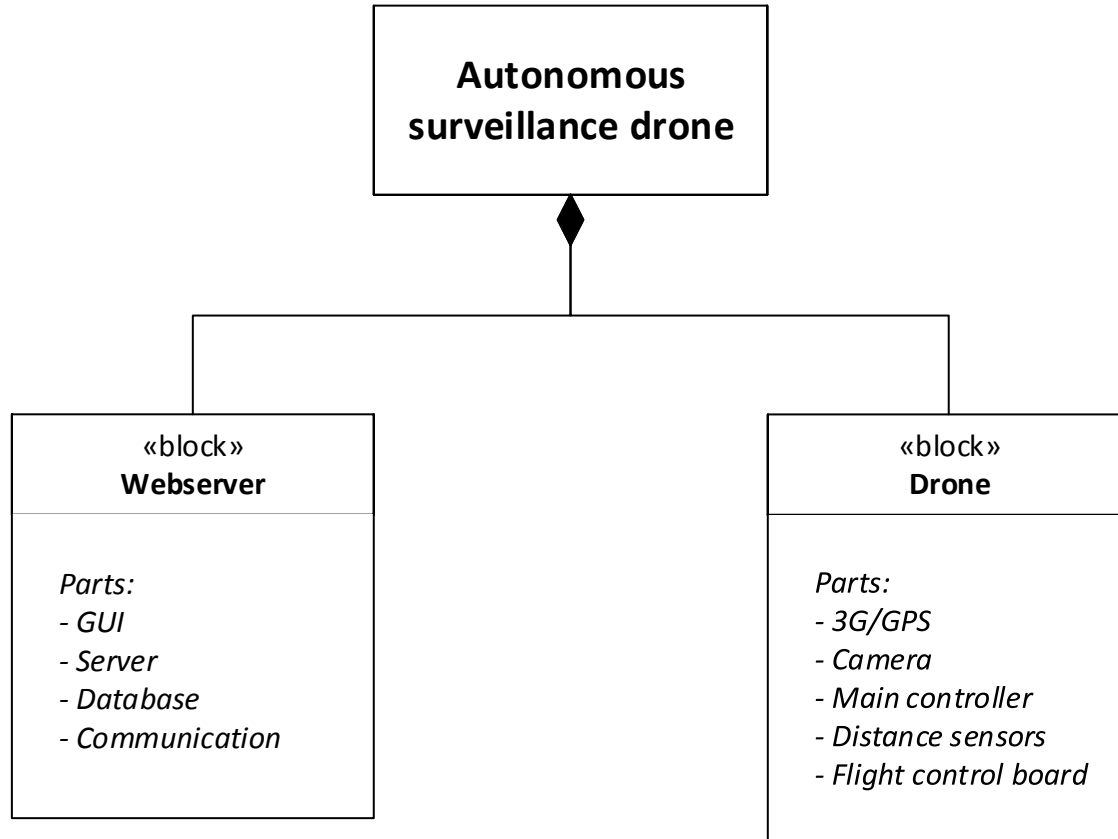 Autonomous
surveillance drone
«block»
Webserver
Parts:
- GUI
- Server
- Database
- Communication
«block»
Drone
Parts:
- 3G/GPS
- Camera
- Main controller
- Distance sensors
- Flight control board